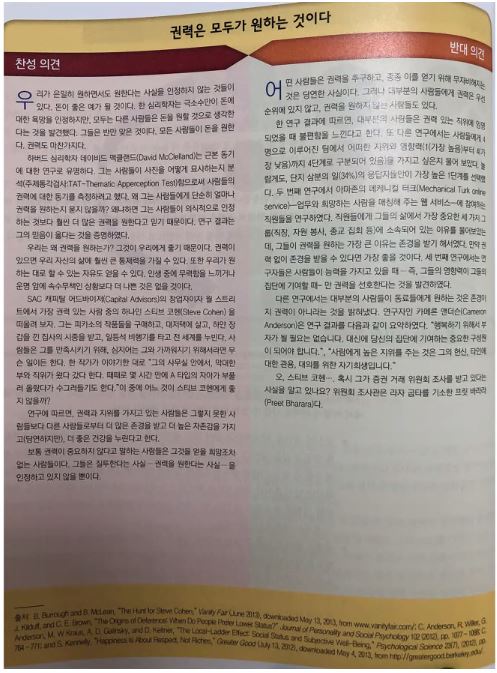 권력은 모두가 원하는 것이다
찬성 의견
우리가 은밀히 원하면서도 원한다는 사실을 인정하지 않는 것들이
있다. 돈이 좋은 예가 될 것이다. 한 심리학자는 극소수만이 돈에
대한 욕망을 인정하지만, 모두는 다른 사람들은 돈을 원할 것으로 생각한
다는 것을 발견했다. 그들은 반만 맞은 것이다. 모든 사람들이 돈을 원한
다. 권력도 마찬가지다.
하버드 심리학자 데이비드 맥클랜드(David McClelland)는 근본 동기
에 대한 연구로 유명하다. 그는 사람들이 사진을 어떻게 묘사하는지 분
석(주제통각검사:TAT-Thematic Apperception Test)함으로써 사람들의
권력에 대한 동기를 측정하려고 했다. 왜 그는 사람들에게 단순히 얼마나
권력을 원하는지 묻지 않을까? 왜냐하면 그는 사람들이 의식적으로 인정
하는 것보다 훨씬 더 많은 권력을 원한다고 믿기 때문이다. 연구 결과는
그의 믿음이 옳다는 것을 증명하였다.
우리는 왜 권력을 원하는가? 그것이 우리에게 좋기 때문이다. 권력이
있으면 우리 자신의 삶에 훨씬 큰 통제력을 가질 수 있다. 또한 우리가 원
하는 대로 할 수 있는 자유도 얻을 수 있다. 인생 중에 무력함을 느끼거나
운명 앞에 속수무책인 상황보다 더 나쁜 것은 없을 것이다.
SAC 캐피탈 어드바이저(Capital Advisors)의 창업자이자 월 스트리
트에서 가장 권력 있는 사람 중의 하나인 스티브 코헨(Steve Cohen)을
떠올려 보자. 그는 피카소의 작품들을 구매하고, 대저택에 살고, 하얀 장
갑을 낀 집사의 시중을 받고, 일등석 비행기를 타고 전 세계를 누빈다. 사
람들은 그를 만족시키기 위해, 심지어는 그와 가까워지기 위해서라면 무
슨 일이든 한다. 한 작가가 이야기한 대로 "그의 사무실 안에서, 막대한
부와 직위가 왔다 갔다 한다. 때때로 몇 시간 만에 A 타입의 자아가 부풀
려 올랐다가 수그러들기도 한다."이 중에 어느 것이 스티브 코헨에게 좋
지 않을까?
연구에 따르면, 권력과 지위를 가지고 있는 사람들은 그렇지 못한 사
람들보다 다른 사람들로부터 더 많은 존경을 받고 더 높은 자존감을 가지
고(당연하지만), 더 좋은 건강을 누린다고 한다.
보통 권력이 중요하지 않다고 말하는 사람들은 그것을 얻을 희망조차
없는 사람들이다. 그들은 질투한다는 사실—권력을 원한다는 사실—을
인정하고 있지 않을 뿐이다.
반대 의견
어떤 사람들은 권력을 추구하고, 종종 이를 얻기 위해 무자비해지는
것은 당연한 사실이다. 그러나 대부분의 사람들에게 권력은 우선
순위에 있지 않고, 권력을 원하지 않는 사람들도 있다.
한 연구 결과에 따르면, 대부분의 사람들은 권력 있는 직위에 임명
되었을 때 불편함을 느낀다고 한다. 또 다른 연구에서는 사람들에게 4
명으로 이루어진 팀에서 어떠한 지위와 영향력(1(가장 높음)부터 4(가
장 낮음)까지 4단계로 구분되어 있음)을 가지고 싶은지 물어 보았다. 놀
랍게도, 단지 삼분의 일(34%)의 응답자들만이 가장 높은 1단계를 선택했
다. 두 번째 연구에서 아마존의 메케니컬 터크(Mechanical Turk online
service)—업무와 희망하는 사람을 매칭해 주는 웹 서비스—에 참여하는
직원들을 연구하였다. 직원들에게 그들의 삶에서 가장 중요한 세 가지 그
룹(직장, 자원 봉사, 종교 집회 등)에 소속되어 있는 이유를 물어보았는
데, 그들이 권력을 원하는 가장 큰 이유는 존경을 받기 위해서였다. 만약 권
력 없이 존경을 받을 수 있다면 가장 좋을 것이다. 세 번째 연구에서는 연
구자들은 사람들이 능력을 가지고 있을 때—즉, 그들의 영향력이 그들의
집단에 기여할 때—만 권력을 선호한다는 것을 발견하였다.
다른 연구에서는 대부분의 사람들이 동료들에게 원하는 것은 존경이
지 권력이 아니라는 것을 밝혀냈다. 연구자인 카메론 앤더슨(Cameron
Anderson)은 연구 결과를 다음과 같이 요약하였다. "행복하기 위해서 부
자가 될 필요는 없습니다. 대신에 당신의 집단에 기여하는 중요한 구성원
이 되어야 합니다.", "사람에게 높은 지위를 주는 것은 그의 헌신, 타인에
대한 관용, 대의를 위한 자기희생입니다."
오, 스티브 코헨…. 혹시 그가 증권 거래 위원회 조사를 받고 있다는
사실을 알고 있나요? 위원회 조사관은 라자 굽타를 기소한 프릿 바라라
(Preet Bharara)다.
출처 : B. Burrough and B. McLean, "The Hunt for Steve Cohen," Vanity Fair (June 2013), downloaded May 13, 2013, from www.vanityfair.com/; C. Anderson, R. Willer, G.
J. Kilduff, and C. E. Brown, "The Origins of Deference: When Do People Prefer Lower Status?" Journal of Personality and Social Psychology 102 (2012), pp. 1077–1088; C.
Anderson, M. W. Kraus, A. D. Galinsky, and D. Keltner, "The Local-Ladder Effect: Social Status and Subjective Well-Being," Psychological Science 23(7), (2012), pp.
764–771; and S. Kennelly, "Happiness Is About Respect, Not Riches," Greater Good (July 13, 2012), downloaded May 4, 2013, from http://greatergood.berkeley.edu/.